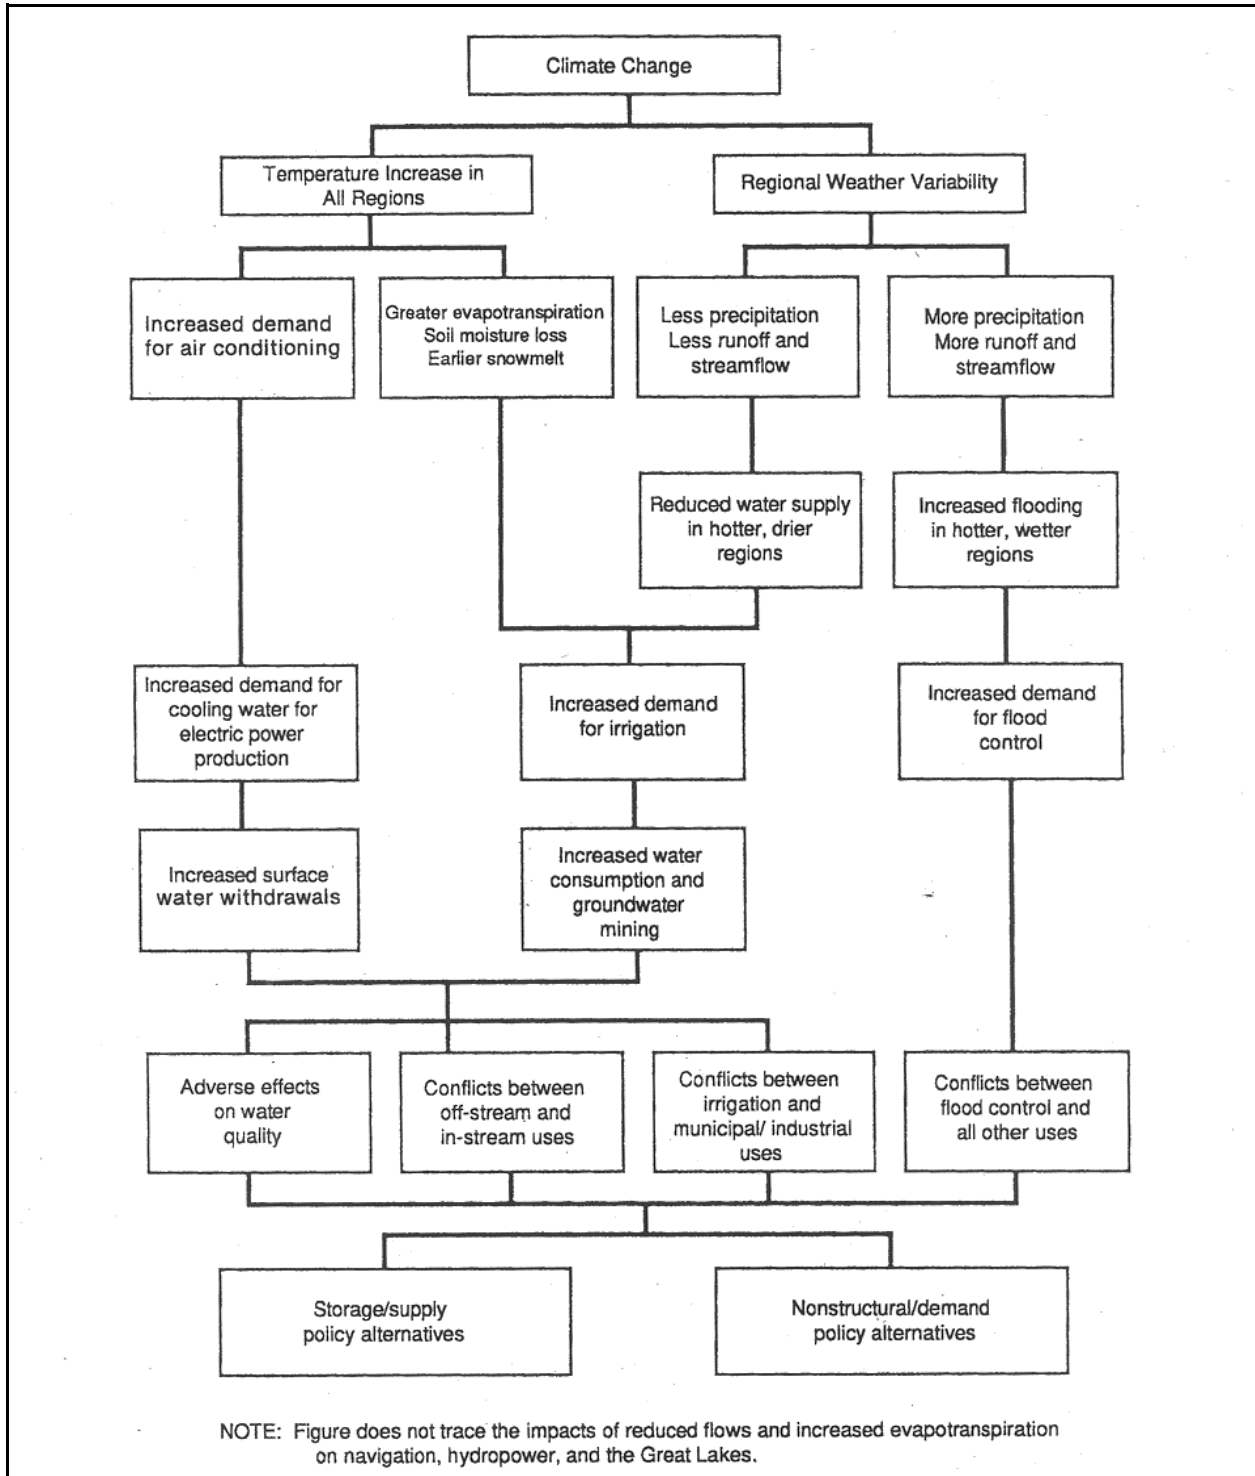 Climate Change
Temperature Increase in
All Regions
Regional Weather Variability
Increased demand
for air conditioning
Greater evapotranspiration
Soil moisture loss
Earlier snowmelt
Less precipitation
Less runoff and
streamflow
More precipitation
More runoff and
streamflow
Reduced water supply
in hotter, drier
regions
Increased flooding
in hotter, wetter
regions
Increased demand for
cooling water for
electric power
production
Increased demand
for irrigation
Increased demand
for flood
control
Increased surface
water withdrawals
Increased water
consumption and
groundwater
mining
Adverse effects
on water
quality
Conflicts between
off-stream and
in-stream uses
Conflicts between
irrigation and
municipal/ industrial
uses
Conflicts between
flood control and
all other uses
Storage/supply
policy alternatives
Nonstructural/demand
policy alternatives
NOTE: Figure does not trace the impacts of reduced flows and increased evapotranspiration
on navigation, hydropower, and the Great Lakes.